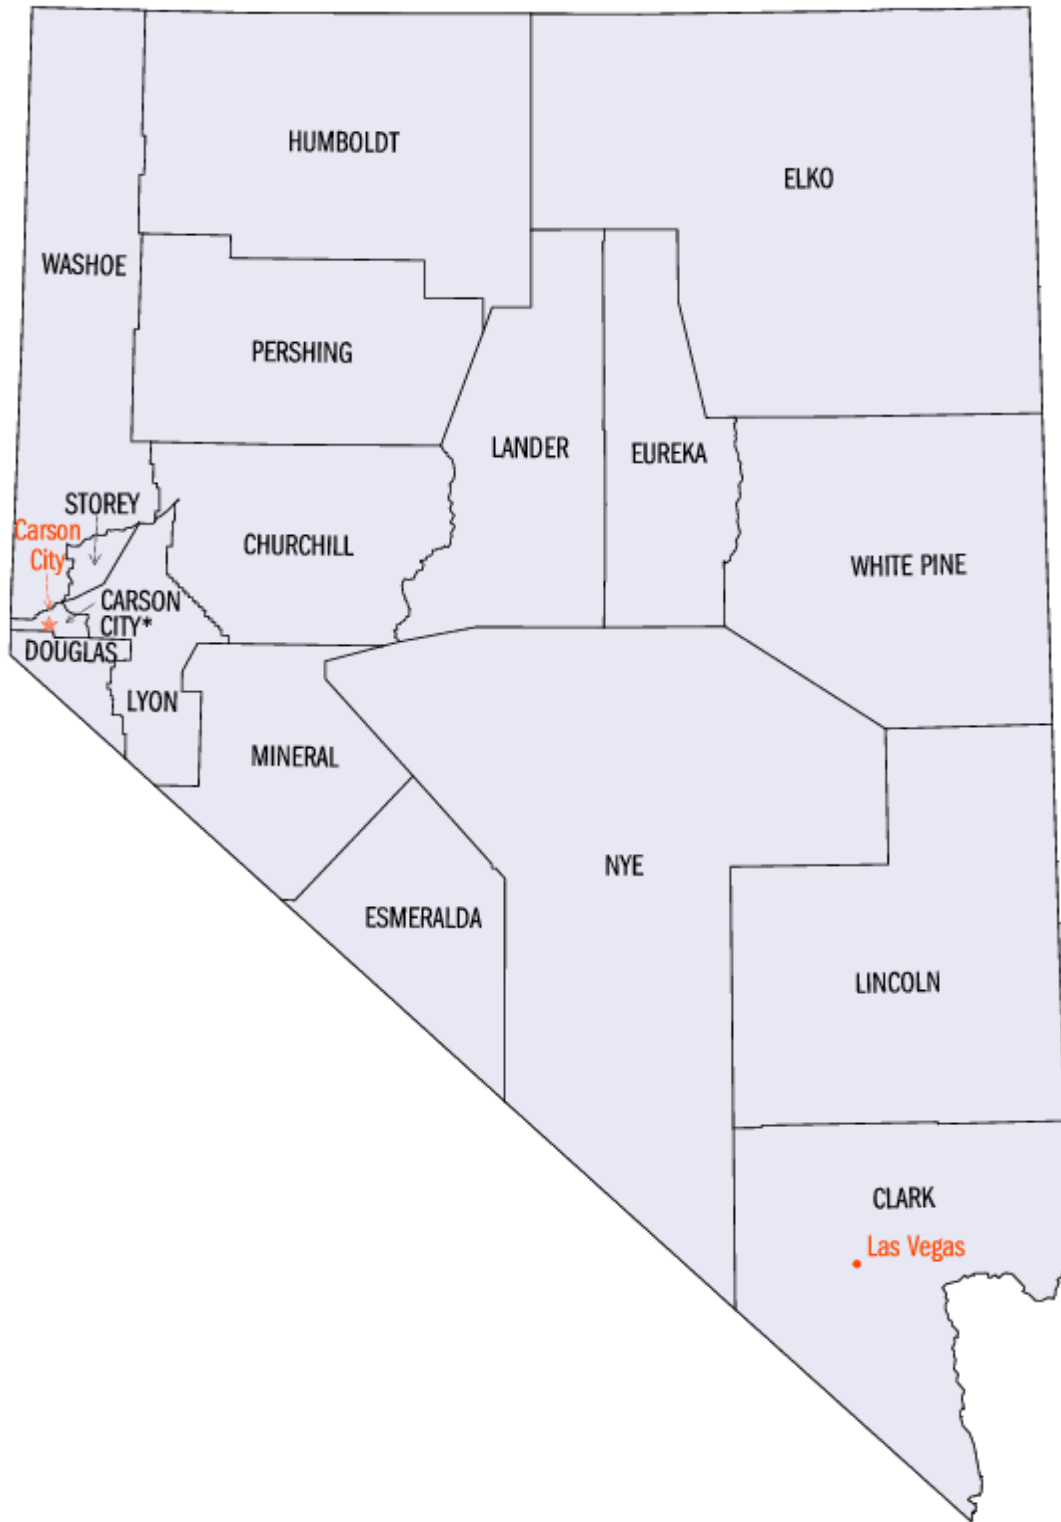 HUMBOLDT
ELKO
WASHOE
PERSHING
LANDER
EUREKA
STOREY
Carson
City
CHURCHILL
WHITE PINE
CARSON
CITY*
DOUGLAS
LYON
MINERAL
NYE
ESMERALDA
LINCOLN
CLARK
Las Vegas